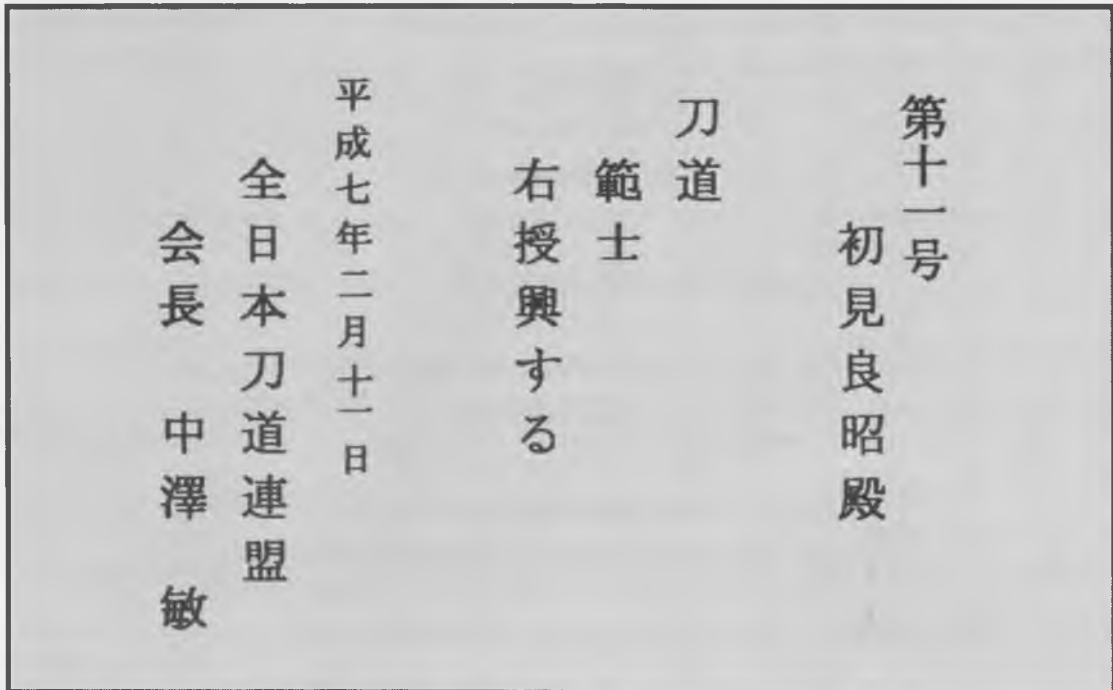 第十一号
初見良昭殿
刀道
範士
右授興する
平成七年二月十一日
全日本刀道連盟
会長 中澤 敏